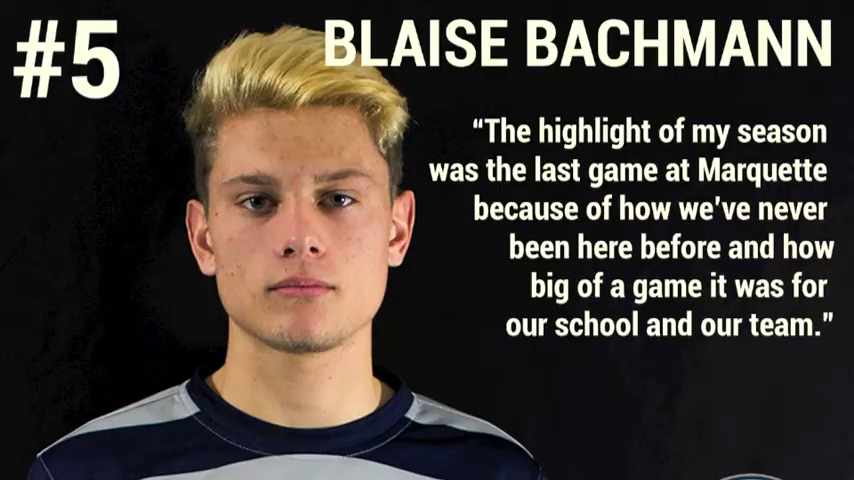 #5
BLAISE BACHMANN
“The highlight of my season
was the last game at Marquette
because of how we've never
been here before and how
big of a game it was for
our school and our team.”